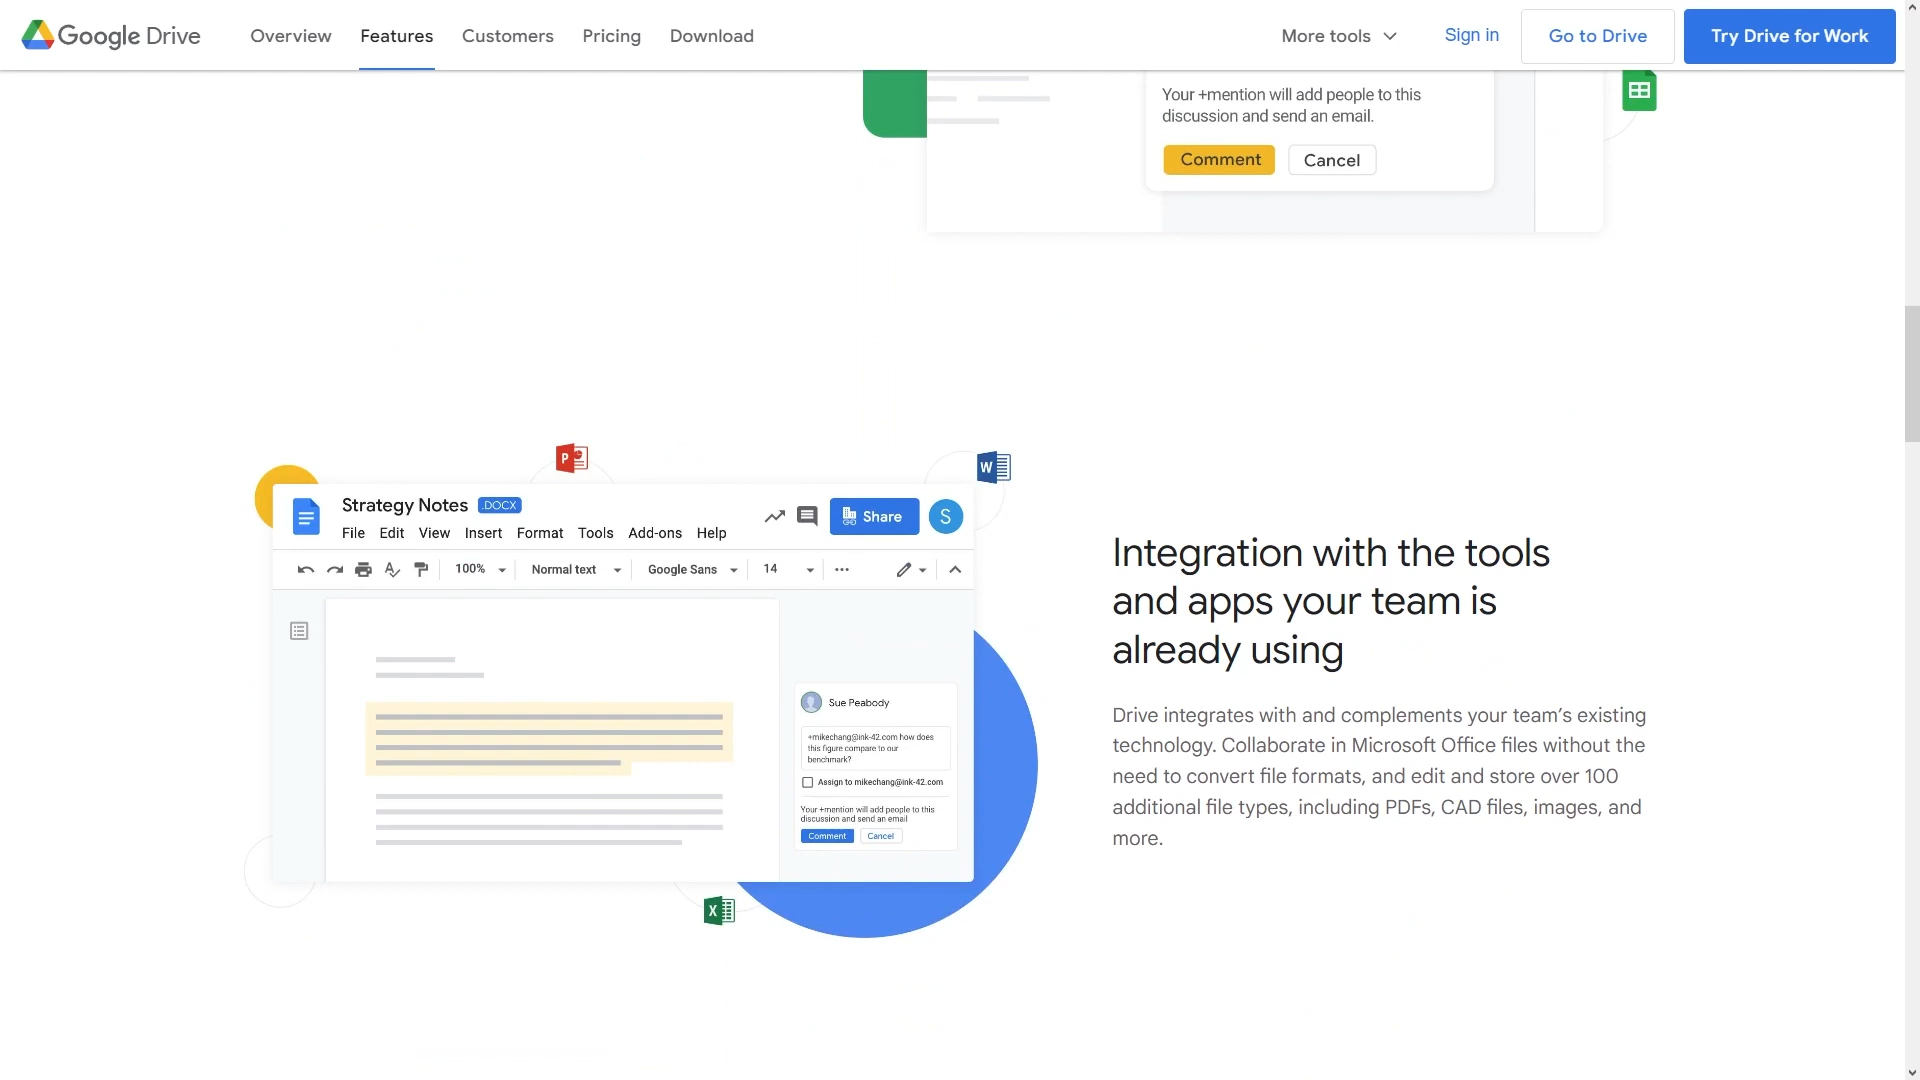 Google Drive
Overview
Features
Customers
Pricing
Download
More tools
Sign in
Go to Drive
Try Drive for Work
Your +mention will add people to this
discussion and send an email.
Comment
Cancel
P
W
Strategy Notes
.DOCX
Share
S
File Edit View Insert Format Tools Add-ons Help
100%
Normal text
Google Sans
14
Sue Peabody
+mikechang@ink-42.com how does
this figure compare to our
benchmark?
Assign to mikechang@ink-42.com
Your +mention will add people to this
discussion and send an email
Comment
Cancel
X
Integration with the tools
and apps your team is
already using
Drive integrates with and complements your team’s existing
technology. Collaborate in Microsoft Office files without the
need to convert file formats, and edit and store over 100
additional file types, including PDFs, CAD files, images, and
more.